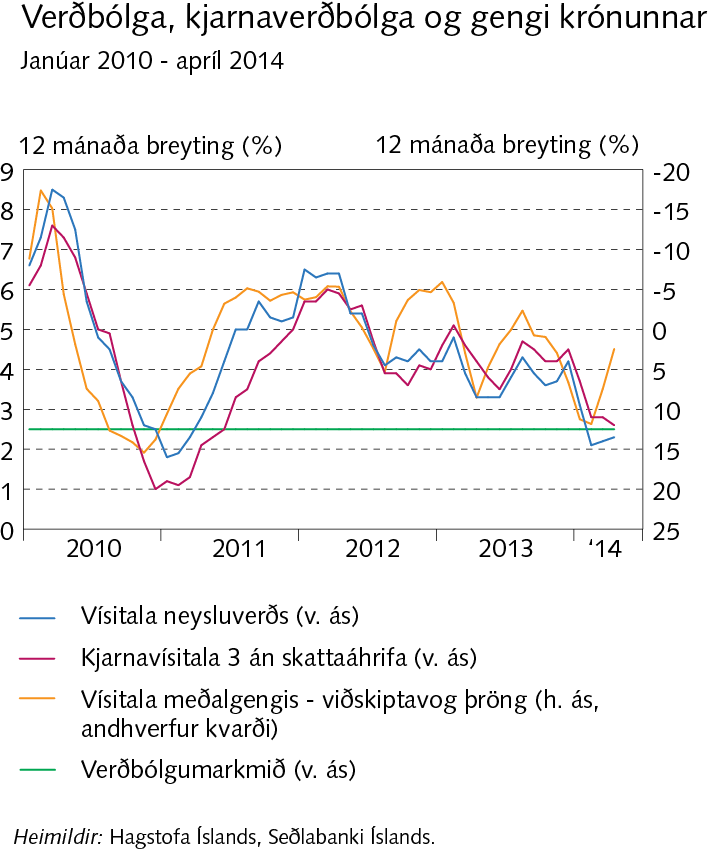 Verðbólga, kjarnaverðbólga og gengi krónunnar
Janúar 2010 - apríl 2014
12 mánaða breyting (%)
12 mánaða breyting (%)
9
8
7
6
5
4
3
2
1
0
-20
-15
-10
-5
0
5
10
15
20
25
2010
2011
2012
2013
‘14
Vísitala neysluverðs (v. ás)
Kjarnavísitala 3 án skattaáhrifa (v. ás)
Vísitala meðalgengis - viðskiptavog þröng (h. ás,
andhverfur kvarði)
Verðbólgumarkmið (v. ás)
Heimildir: Hagstofa Íslands, Seðlabanki Íslands.